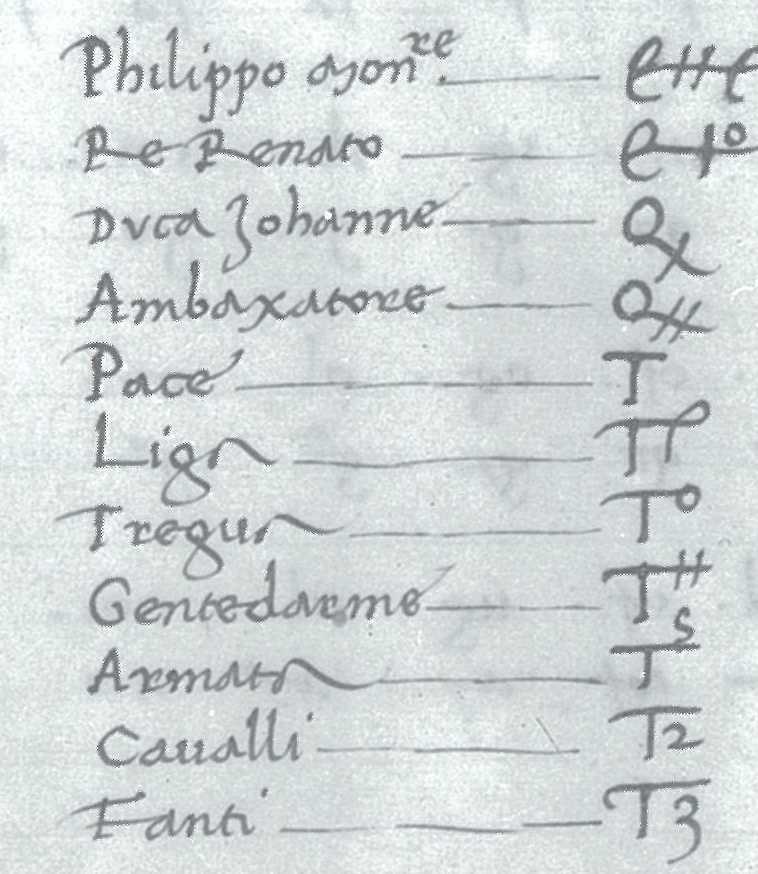 Philippo Mon.re
Re Renato
Duca Johanne
Ambaxatore
Pace T
Liga
Tregua T°
Gentedarme
Armata T S
Caualli T2
Fanti T3